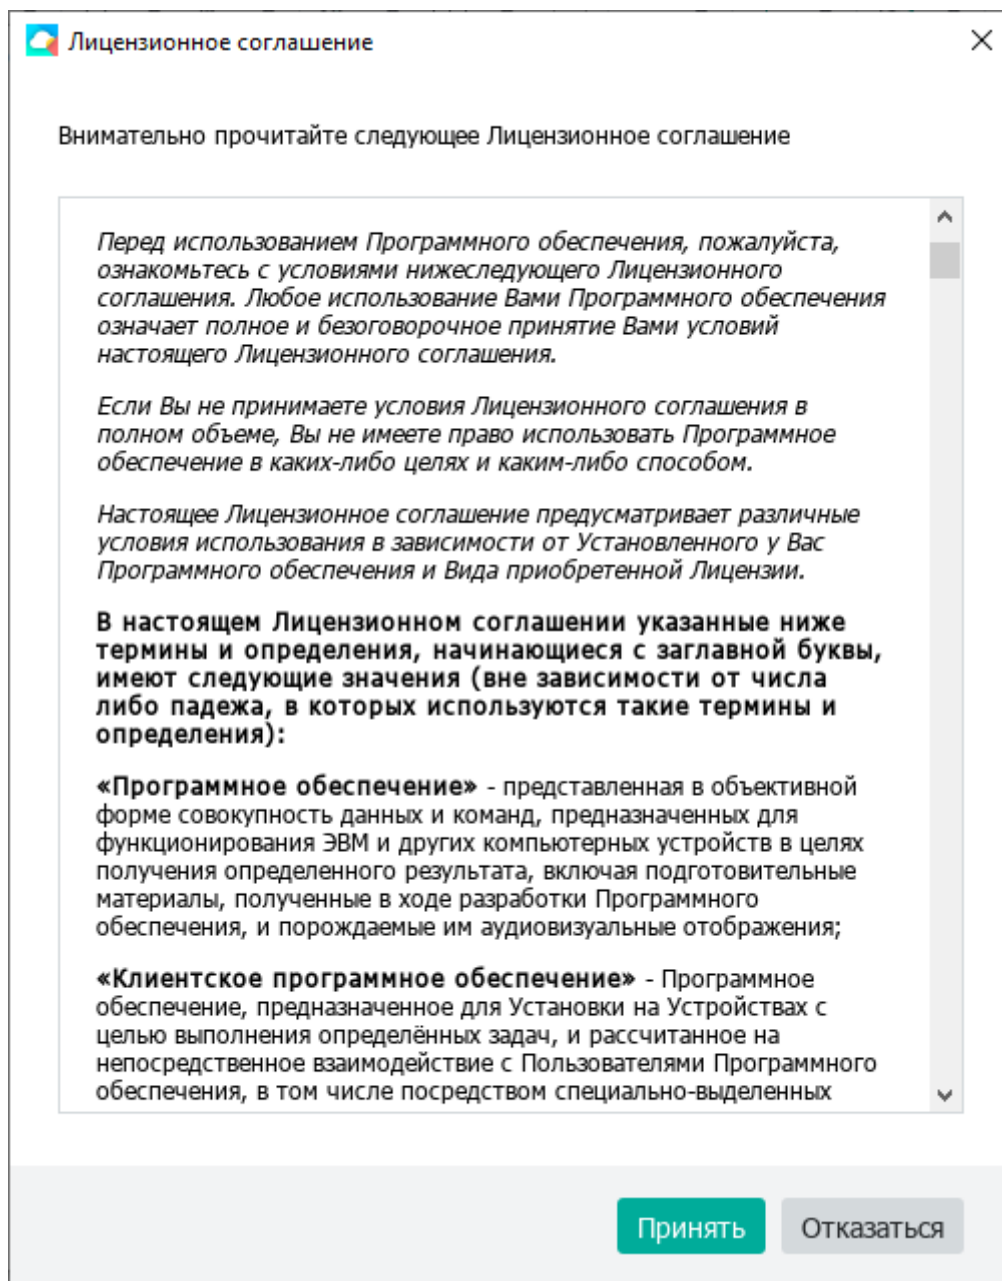 Лицензионное соглашение
Внимательно прочитайте следующее Лицензионное соглашение
Перед использованием Программного обеспечения, пожалуйста,
ознакомьтесь с условиями нижеследующего Лицензионного
соглашения. Любое использование Вами Программного обеспечения
означает полное и безоговорочное принятие Вами условий
настоящего Лицензионного соглашения.
Если Вы не принимаете условия Лицензионного соглашения в
полном объеме, Вы не имеете право использовать Программное
обеспечение в каких-либо целях и каким-либо способом.
Настоящее Лицензионное соглашение предусматривает различные
условия использования в зависимости от Установленного у Вас
Программного обеспечения и Вида приобретенной Лицензии.
В настоящем Лицензионном соглашении указанные ниже
термины и определения, начинающиеся с заглавной буквы,
имеют следующие значения (вне зависимости от числа
либо падежа, в которых используются такие термины и
определения):
«Программное обеспечение» - представленная в объективной
форме совокупность данных и команд, предназначенных для
функционирования ЭВМ и других компьютерных устройств в целях
получения определенного результата, включая подготовительные
материалы, полученные в ходе разработки Программного
обеспечения, и порождаемые им аудиовизуальные отображения;
«Клиентское программное обеспечение» - Программное
обеспечение, предназначенное для Установки на Устройствах с
целью выполнения определённых задач, и рассчитанное на
непосредственное взаимодействие с Пользователями Программного
обеспечения, в том числе посредством специально-выделенных
Принять Отказаться